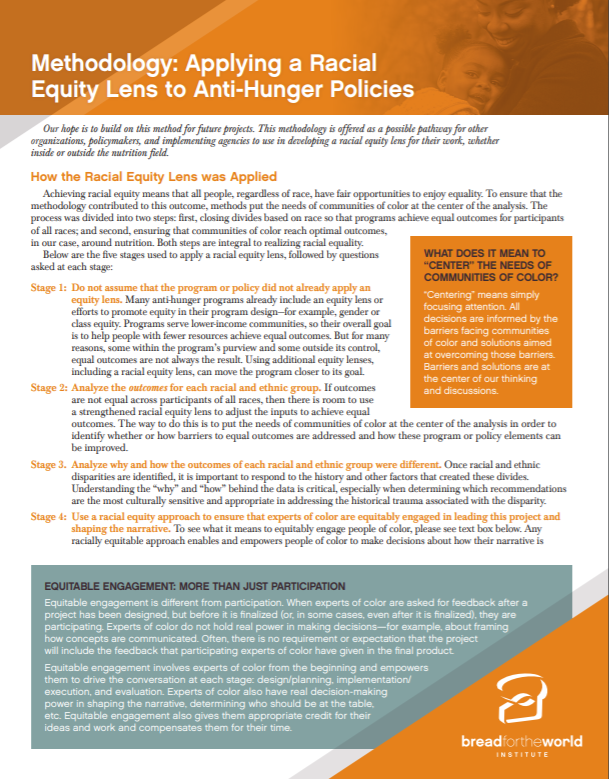 Methodology: Applying a Racial
Equity Lens to Anti-Hunger Policies
Our hope is to build on this method for future projects. This methodology is offered as a possible pathway for other
organizations, policymakers, and implementing agencies to use in developing a racial equity lens for their work, whether
inside or outside the nutrition field.
How the Racial Equity Lens was Applied
Achieving racial equity means that all people, regardless of race, have fair opportunities to enjoy equality. To ensure that the
methodology contributed to this outcome, methods put the needs of communities of color at the center of the analysis. The
process was divided into two steps: first, closing divides based on race so that programs achieve equal outcomes for participants
of all races; and second, ensuring that communities of color reach optimal outcomes,
in our case, around nutrition. Both steps are integral to realizing racial equality.
Below are the five stages used to apply a racial equity lens, followed by questions
asked at each stage:
Stage 1: Do not assume that the program or policy did not already apply an
equity lens. Many anti-hunger programs already include an equity lens or
efforts to promote equity in their program design–for example, gender or
class equity. Programs serve lower-income communities, so their overall goal
is to help people with fewer resources achieve equal outcomes. But for many
reasons, some within the program's purview and some outside its control,
equal outcomes are not always the result. Using additional equity lenses,
including a racial equity lens, can move the program closer to its goal.
Stage 2: Analyze the outcomes for each racial and ethnic group. If outcomes
are not equal across participants of all races, then there is room to use
a strengthened racial equity lens to adjust the inputs to achieve equal
outcomes. The way to do this is to put the needs of communities of color at the center of the analysis in order to
identify whether or how barriers to equal outcomes are addressed and how these program or policy elements can
be improved.
Stage 3. Analyze why and how the outcomes of each racial and ethnic group were different. Once racial and ethnic
disparities are identified, it is important to respond to the history and other factors that created these divides.
Understanding the "why" and "how" behind the data is critical, especially when determining which recommendations
are the most culturally sensitive and appropriate in addressing the historical trauma associated with the disparity.
Stage 4: Use a racial equity approach to ensure that experts of color are equitably engaged in leading this project and
shaping the narrative. To see what it means to equitably engage people of color, please see text box below. Any
racially equitable approach enables and empowers people of color to make decisions about how their narrative is
WHAT DOES IT MEAN TO
"CENTER" THE NEEDS OF
COMMUNITIES OF COLOR?
"Centering" means simply
focusing attention. All
decisions are informed by the
barriers facing communities
of color and solutions aimed
at overcoming those barriers.
Barriers and solutions are at
the center of our thinking
and discussions.
EQUITABLE ENGAGEMENT: MORE THAN JUST PARTICIPATION
Equitable engagement is different from participation. When experts of color are asked for feedback after a
project has been designed, but before it is finalized (or, in some cases, even after it is finalized), they are
participating. Experts of color do not hold real power in making decisions—for example, about framing
how concepts are communicated. Often, there is no requirement or expectation that the project
will include the feedback that participating experts of color have given in the final product.
Equitable engagement involves experts of color from the beginning and empowers
them to drive the conversation at each stage: design/planning, implementation/
execution, and evaluation. Experts of color also have real decision-making
power in shaping the narrative, determining who should be at the table,
etc. Equitable engagement also gives them appropriate credit for their
ideas and work and compensates them for their time.
breadfortheworld
INSTITUTE